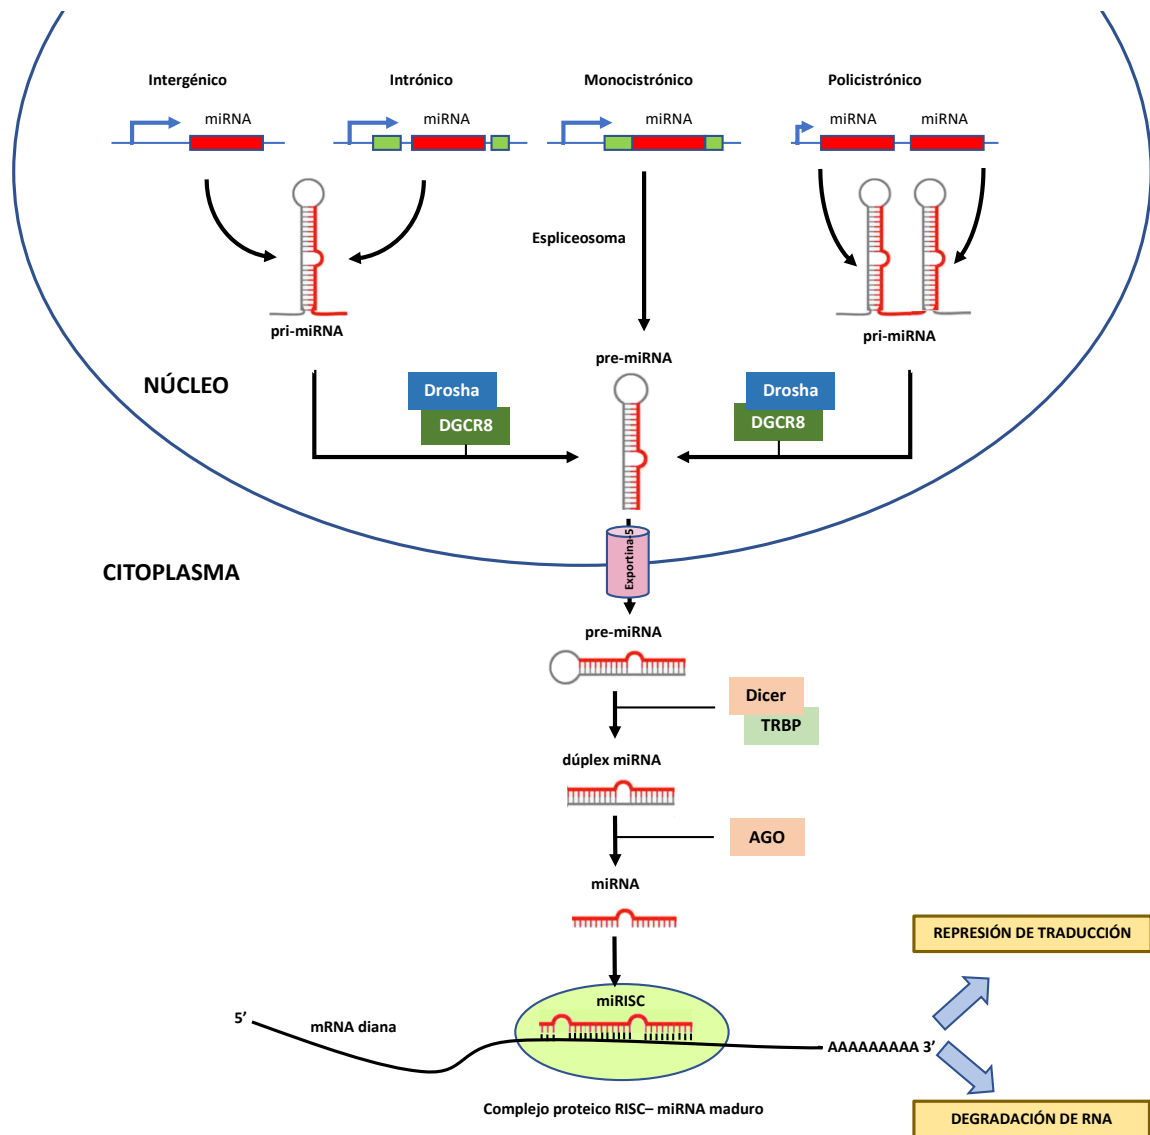 Intergénico
Intrónico
Monocistrónico
Policistrónico
miRNA
miRNA
miRNA
miRNA
miRNA
Espliceosoma
pri-miRNA
pri-miRNA
pre-miRNA
NÚCLEO
Drosha
DGCR8
Drosha
DGCR8
Exportina-5
CITOPLASMA
pre-miRNA
Dicer
TRBP
dúplex miRNA
AGO
miRNA
REPRESIÓN DE TRADUCCIÓN
miRISC
5’
mRNA diana
AAAAAAAAA 3’
Complejo proteico RISC– miRNA maduro
DEGRADACIÓN DE RNA